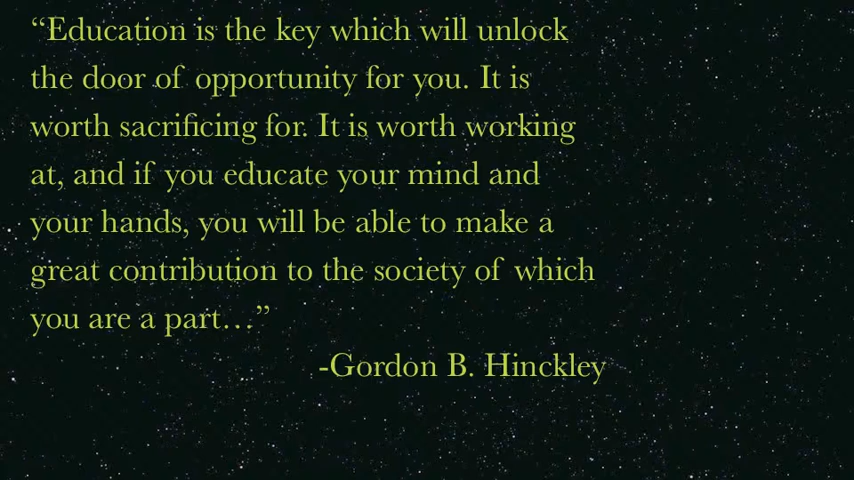 “Education is the key which will unlock
the door of opportunity for you. It is
worth sacrificing for. It is worth working
at, and if you educate your mind and
your hands, you will be able to make a
great contribution to the society of which
you are a part…”
-Gordon B. Hinckley